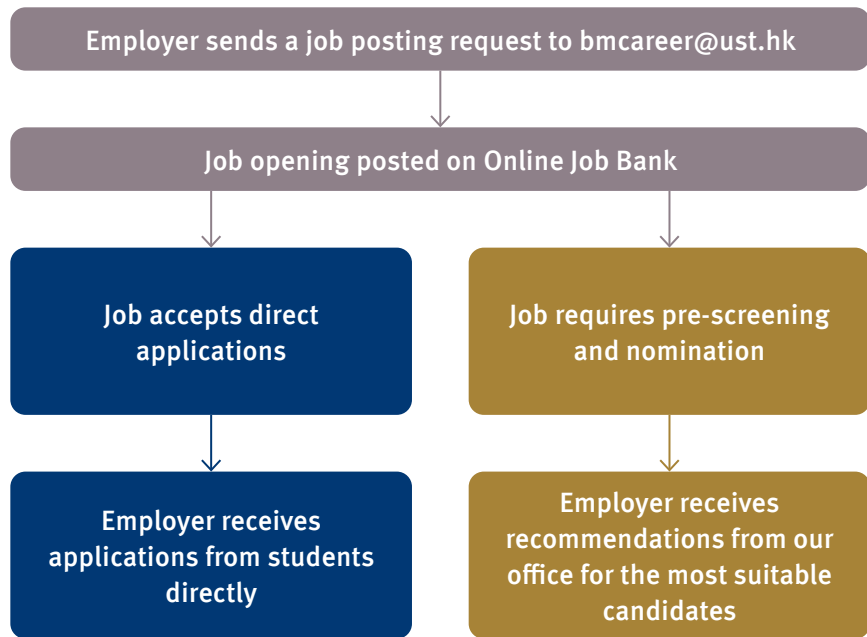 Employer sends a job posting request to bmcareer@ust.hk
Job opening posted on Online Job Bank
Job accepts direct
applications
Job requires pre-screening
and nomination
Employer receives
applications from students
directly
Employer receives
recommendations from our
office for the most suitable
candidates